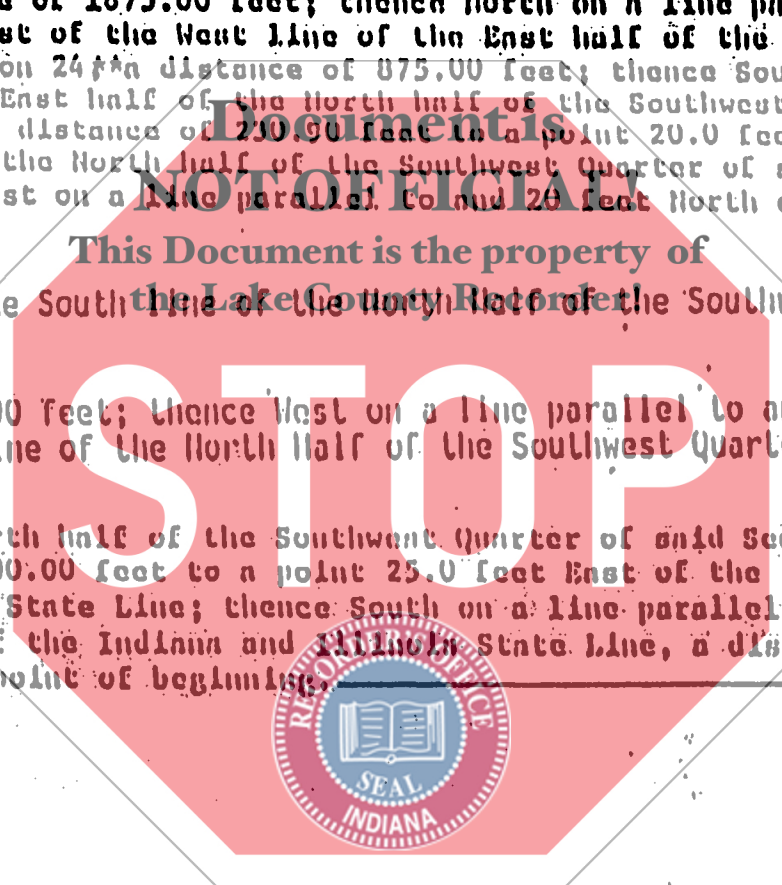 of 1875.00 feet; thence North on a line
st of the West line of the East half of the
on 24**n distance of 875.00 feet; thence Sou
East half of the North half of the Southwest
distance of 230.00 feet to a point 20.0 fee
the North half of the Southwest Quarter of
st on a line parallel to and 20 feet North
Document is
NOT OFFICIAL!
This Document is the property of
the Lake County Recorder!
e South line of the North Half of the South
STOP
00 feet; thence West on a line parallel to a
ne of the North Half of the Southwest Quart
th half of the Southwest Quarter of said Se
00.00 feet to a point 25.0 feet East of the
State Line; thence South on a line parallel
the Indiana and Illinois State Line, a dis
point of beginning.
RECORDER'S OFFICE
SEAL
INDIANA